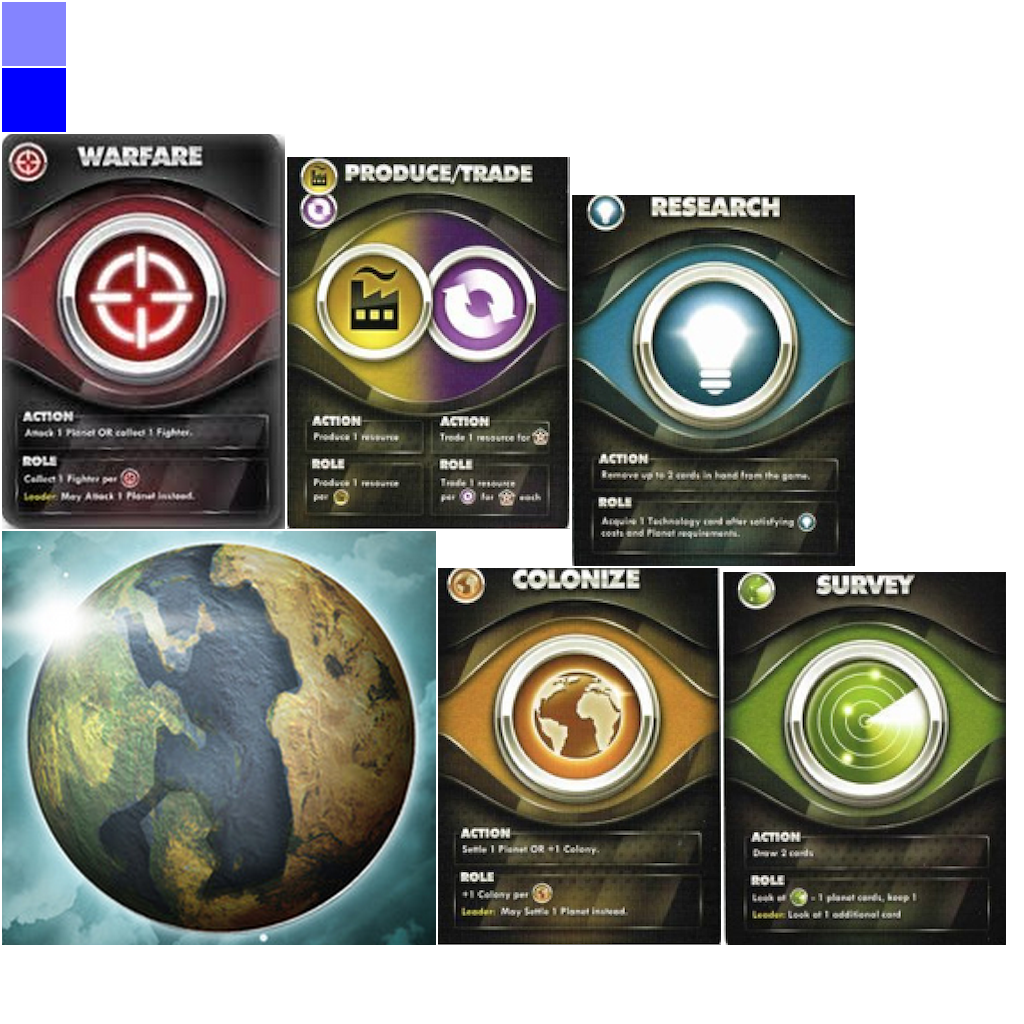 WARFARE
ACTION
Attack 1 Planet OR collect 1 Fighter.
ROLE
Collect 1 Fighter per
Leader: May Attack 1 Planet instead.
PRODUCE/TRADE
ACTION
Produce 1 resource
ROLE
Produce 1 resource
per
ACTION
Trade 1 resource for
ROLE
Trade 1 resource
per for each
RESEARCH
ACTION
Remove up to 2 cards in hand from the game.
ROLE
Acquire 1 Technology card after satisfying
costs and Planet requirements.
COLONIZE
ACTION
Settle 1 Planet OR +1 Colony.
ROLE
+1 Colony per
Leader: May Settle 1 Planet instead.
SURVEY
ACTION
Draw 2 cards
ROLE
Look at - 1 planet cards, keep 1
Leader: Look at 1 additional card